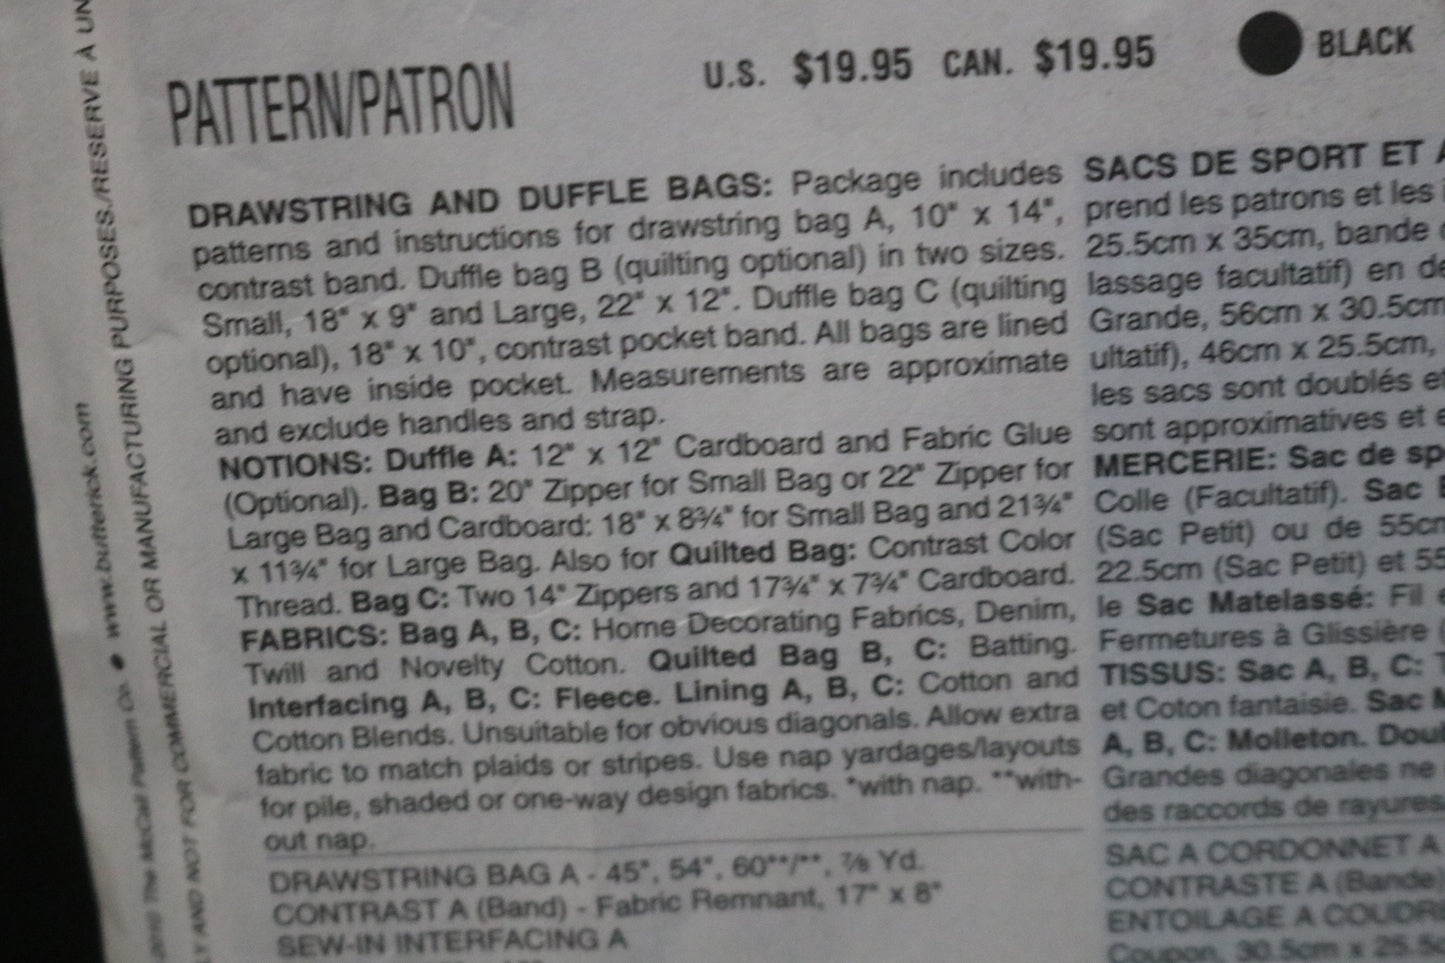 PATTERN/PATRON
U.S. $19.95 CAN. $19.95
BLACK
DRAWSTRING AND DUFFLE BAGS: Package includes
patterns and instructions for drawstring bag A, 10" x 14",
contrast band. Duffle bag B (quilting optional) in two sizes.
Small, 18" x 9" and Large, 22" x 12". Duffle bag C (quilting
optional), 18" x 10", contrast pocket band. All bags are lined
and have inside pocket. Measurements are approximate
and exclude handles and strap.
NOTIONS: Duffle A: 12" x 12" Cardboard and Fabric Glue
(Optional). Bag B: 20" Zipper for Small Bag or 22" Zipper for
Large Bag and Cardboard: 18" x 8¾" for Small Bag and 21¾"
x 11¾" for Large Bag. Also for Quilted Bag: Contrast Color
Thread. Bag C: Two 14" Zippers and 17¾" x 7¾" Cardboard.
FABRICS: Bag A, B, C: Home Decorating Fabrics, Denim,
Twill and Novelty Cotton. Quilted Bag B, C: Batting.
Interfacing A, B, C: Fleece. Lining A, B, C: Cotton and
Cotton Blends. Unsuitable for obvious diagonals. Allow extra
fabric to match plaids or stripes. Use nap yardages/layouts
for pile, shaded or one-way design fabrics. *with nap. **with-
out nap.
DRAWSTRING BAG A - 45", 54", 60**/**, ⅞ Yd.
CONTRAST A (Band) - Fabric Remnant, 17" x 8"
SEW-IN INTERFACING A
SACS DE SPORT ET
prend les patrons et les
25.5cm x 35cm, bande
lassage facultatif) en
Grande, 56cm x 30.5cm
ultatif), 46cm x 25.5cm,
les sacs sont doublés
sont approximatives et
MERCERIE: Sac de
Colle (Facultatif). Sac
(Sac Petit) ou de 55cm
22.5cm (Sac Petit) et
le Sac Matelassé: Fil
Fermetures à Glissière
TISSUS: Sac A, B, C:
et Coton fantaisie. Sac
A, B, C: Molleton.
Grandes diagonales ne
des raccords de rayures
SAC A CORDONNET A
CONTRASTE A (Bande)
ENTOILAGE A
Coupon, 30.5cm x
The McCall Pattern Co. ● www.butterick.com
AND NOT FOR COMMERCIAL OR MANUFACTURING PURPOSES./RESERVE À